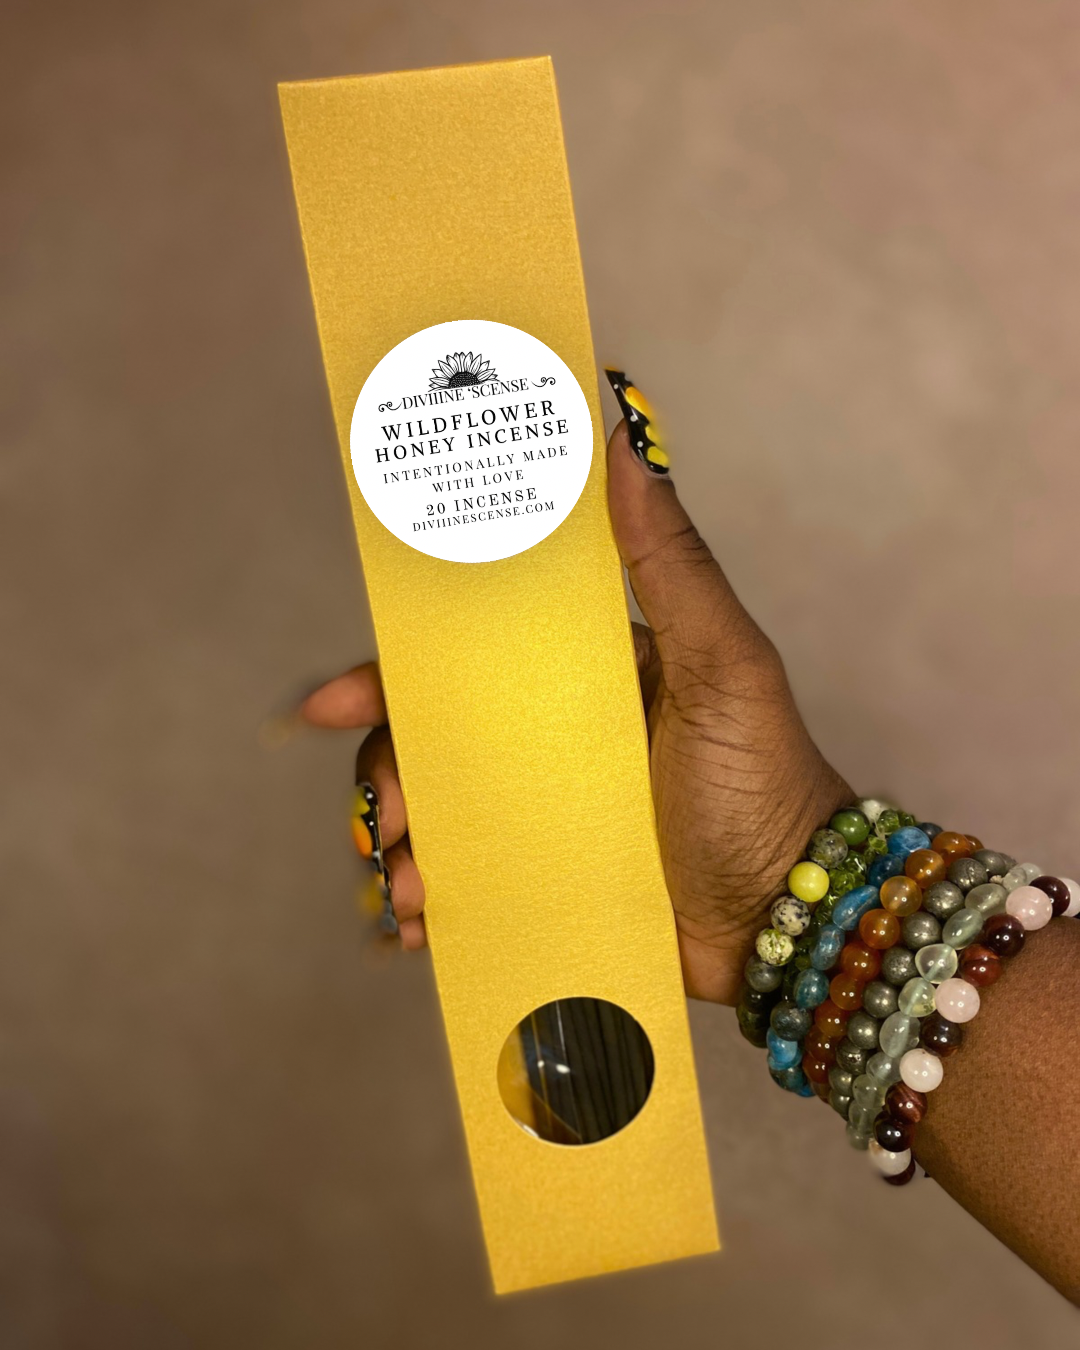 DIVIIINE 'SCENSE
WILDFLOWER
HONEY INCENSE
INTENTIONALLY MADE
WITH LOVE
20 INCENSE
DIVIIINESCENSE.COM